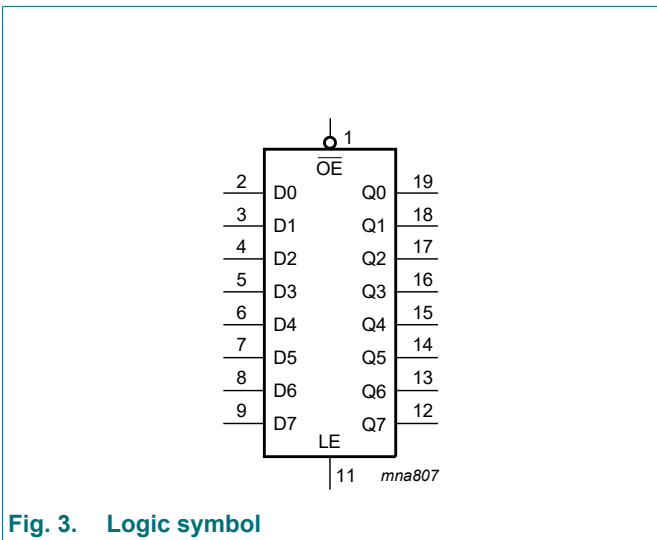 1
OE
2 D0 Q0 19
3 D1 Q1 18
4 D2 Q2 17
5 D3 Q3 16
6 D4 Q4 15
7 D5 Q5 14
8 D6 Q6 13
9 D7 Q7 12
LE
11 mna807
Fig. 3. Logic symbol